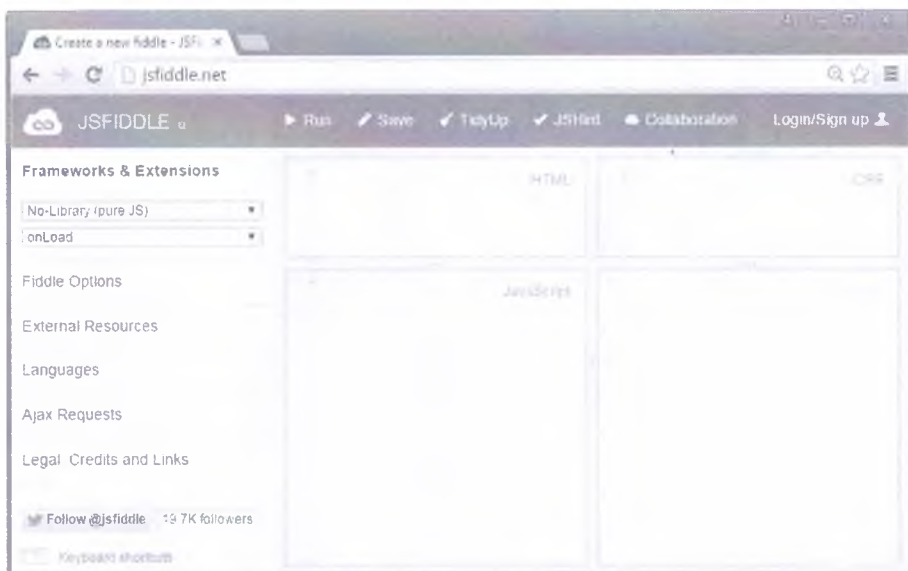 Create a new fiddle - JSFi
jsfiddle.net
JSFIDDLE α
Run Save TidyUp JSHint Collaboration Login/Sign up
Frameworks & Extensions
HTML
CSS
No-Library (pure JS)
onLoad
Fiddle Options
JavaScript
External Resources
Languages
Ajax Requests
Legal Credits and Links
Follow @jsfiddle 19.7K followers
Keyboard shortcuts